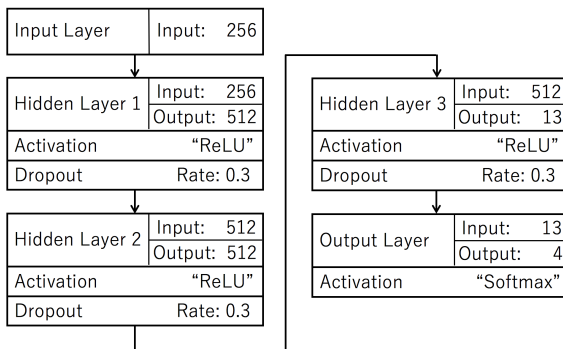 Input Layer Input: 256
Hidden Layer 1 Input: 256
Output: 512
Activation “ReLU”
Dropout Rate: 0.3
Hidden Layer 2 Input: 512
Output: 512
Activation “ReLU”
Dropout Rate: 0.3
Hidden Layer 3 Input: 512
Output: 13
Activation “ReLU”
Dropout Rate: 0.3
Output Layer Input: 13
Output: 4
Activation “Softmax”